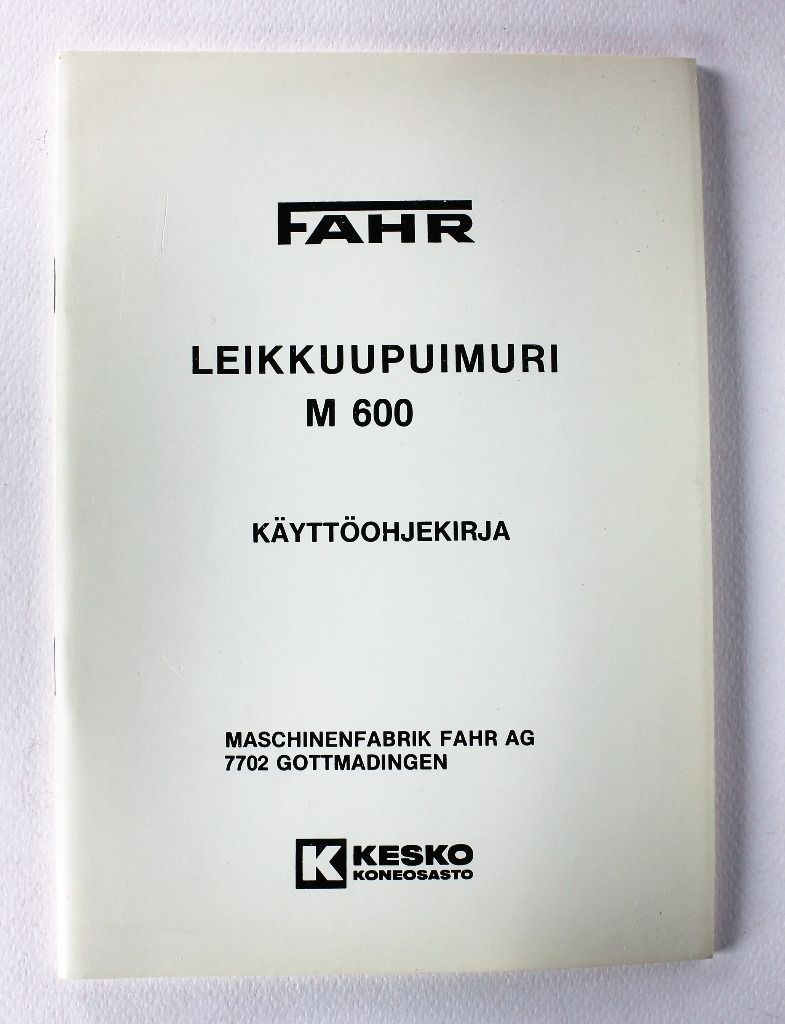 FAHR
LEIKKUUPUIMURI
M 600
KÄYTTÖOHJEKIRJA
MASCHINENFABRIK FAHR AG
7702 GOTTMADINGEN
K KESKO
KONEOSASTO